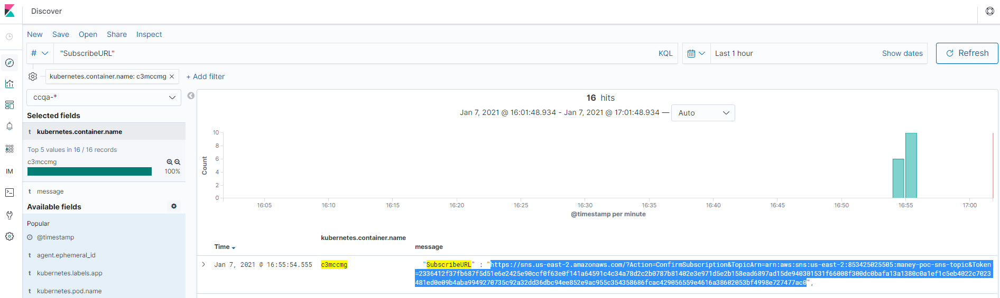 Discover
New Save Open Share Inspect
# "SubscribeURL" KQL Last 1 hour Show dates Refresh
kubernetes.container.name: c3mccmg × + Add filter
ccqa-*
16 hits
Selected fields
Jan 7, 2021 @ 16:01:48.934 - Jan 7, 2021 @ 17:01:48.934 — Auto
t kubernetes.container.name
Top 5 values in 16 / 16 records
c3mccmg
100%
IM
t message
Available fields
Popular
@timestamp
t agent.ephemeral_id
t kubernetes.labels.app
t kubernetes.pod.name
Count
10
8
6
4
2
0
16:05 16:10 16:15 16:20 16:25 16:30 16:35 16:40 16:45 16:50 16:55 17:00
@timestamp per minute
Time kubernetes.container.name message
Jan 7, 2021 @ 16:55:54.555 c3mccmg "SubscribeURL" : "https://sns.us-east-2.amazonaws.com/?Action=ConfirmSubscription&TopicArn=arn:aws:sns:us-east-2:853425025505:maney-poc-sns-topic&Token
=2336412f37fb687f5d51e6e2425e90ccf0f63e0f141a64591c4c34a78d2c2b0787b81402e3e971d5e2b158ead6897ad15de940301531f66008f300dc0bafa13a1380c0a1ef1c5eb4022c7023
481ed0e09b4aba9949270735c92a32dd36dbc94ee852e9ac955c354358686fcac429056559e4616a38602053bf4998e727477ac0",